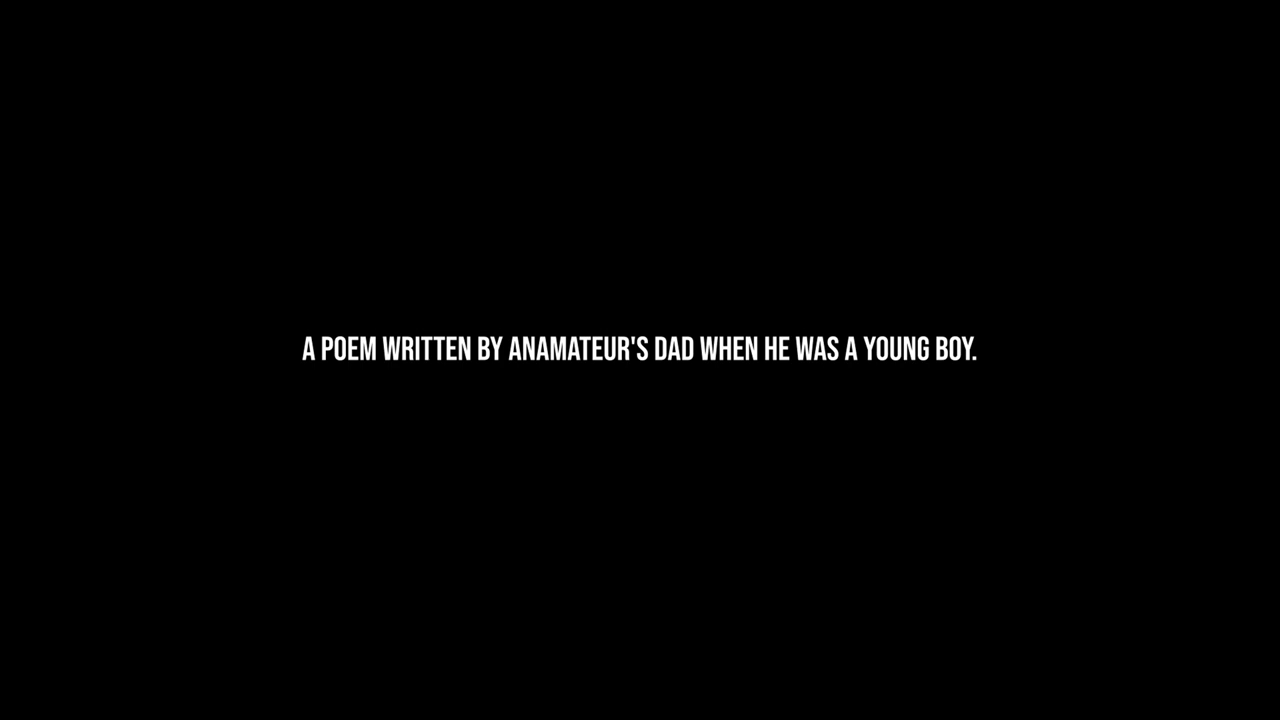 A POEM WRITTEN BY ANAMATEUR'S DAD WHEN HE WAS A YOUNG BOY.